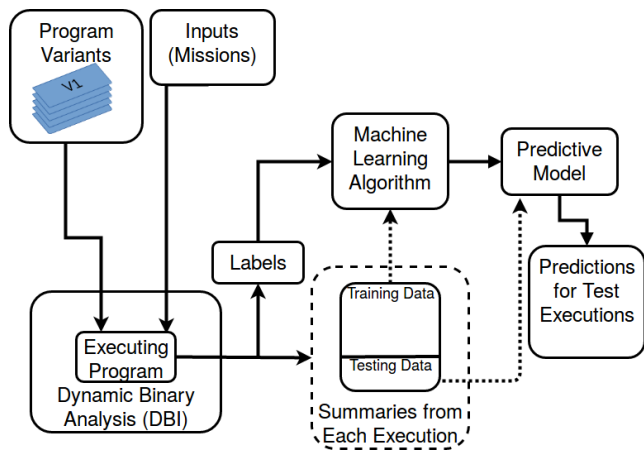 Program
Variants
V1
Inputs
(Missions)
Machine
Learning
Algorithm
Predictive
Model
Labels
Predictions
for Test
Executions
Training Data
Testing Data
Executing
Program
Dynamic Binary
Analysis (DBI)
Summaries from
Each Execution